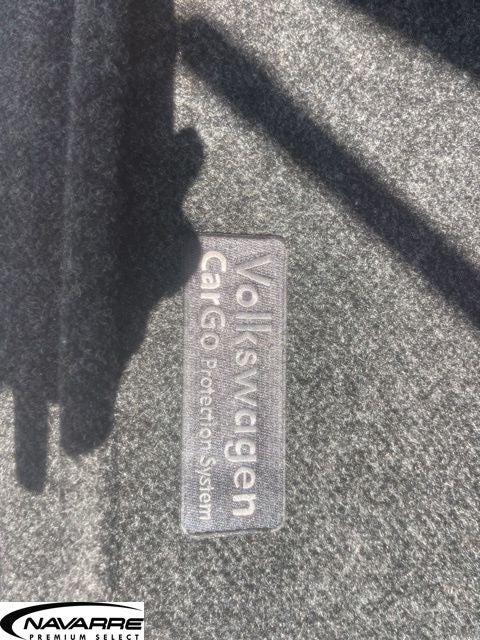 Volkswagen
CarGo Protection System
NAVARRE
PREMIUM SELECT